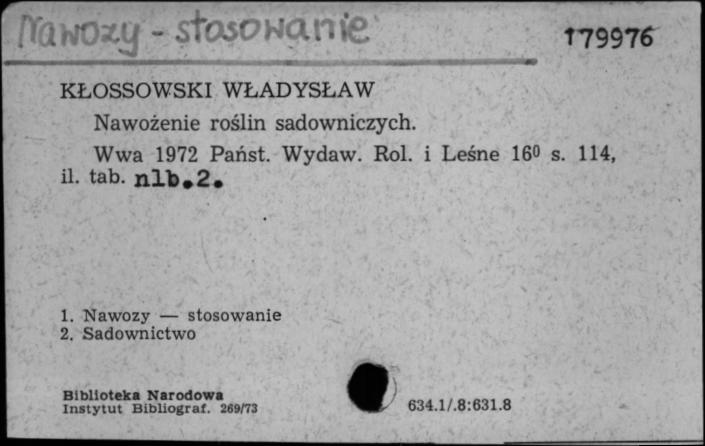 Nawozy - stosowanie
179976
KŁOSSOWSKI WŁADYSŁAW
Nawożenie roślin sadowniczych.
Wwa 1972 Państ. Wydaw. Rol. i Leśne 16⁰ s. 114,
il. tab. nlb.2.
1. Nawozy — stosowanie
2. Sadownictwo
Biblioteka Narodowa
Instytut Bibliograf. 269/73
634.1/.8:631.8